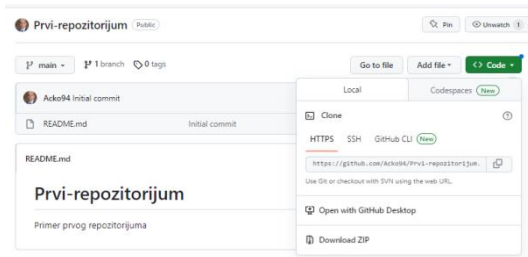 Prvi-repozitorijum Public
Pin
Unwatch 1
main
1 branch
0 tags
Go to file
Add file
<> Code
Acko94 Initial commit
README.md
Initial commit
README.md
Prvi-repozitorijum
Primer prvog repozitorijuma
Local
Codespaces New
Clone
HTTPS SSH GitHub CLI New
https://github.com/Acko94/Prvi-repozitorijum.
Use Git or checkout with SVN using the web URL.
Open with GitHub Desktop
Download ZIP